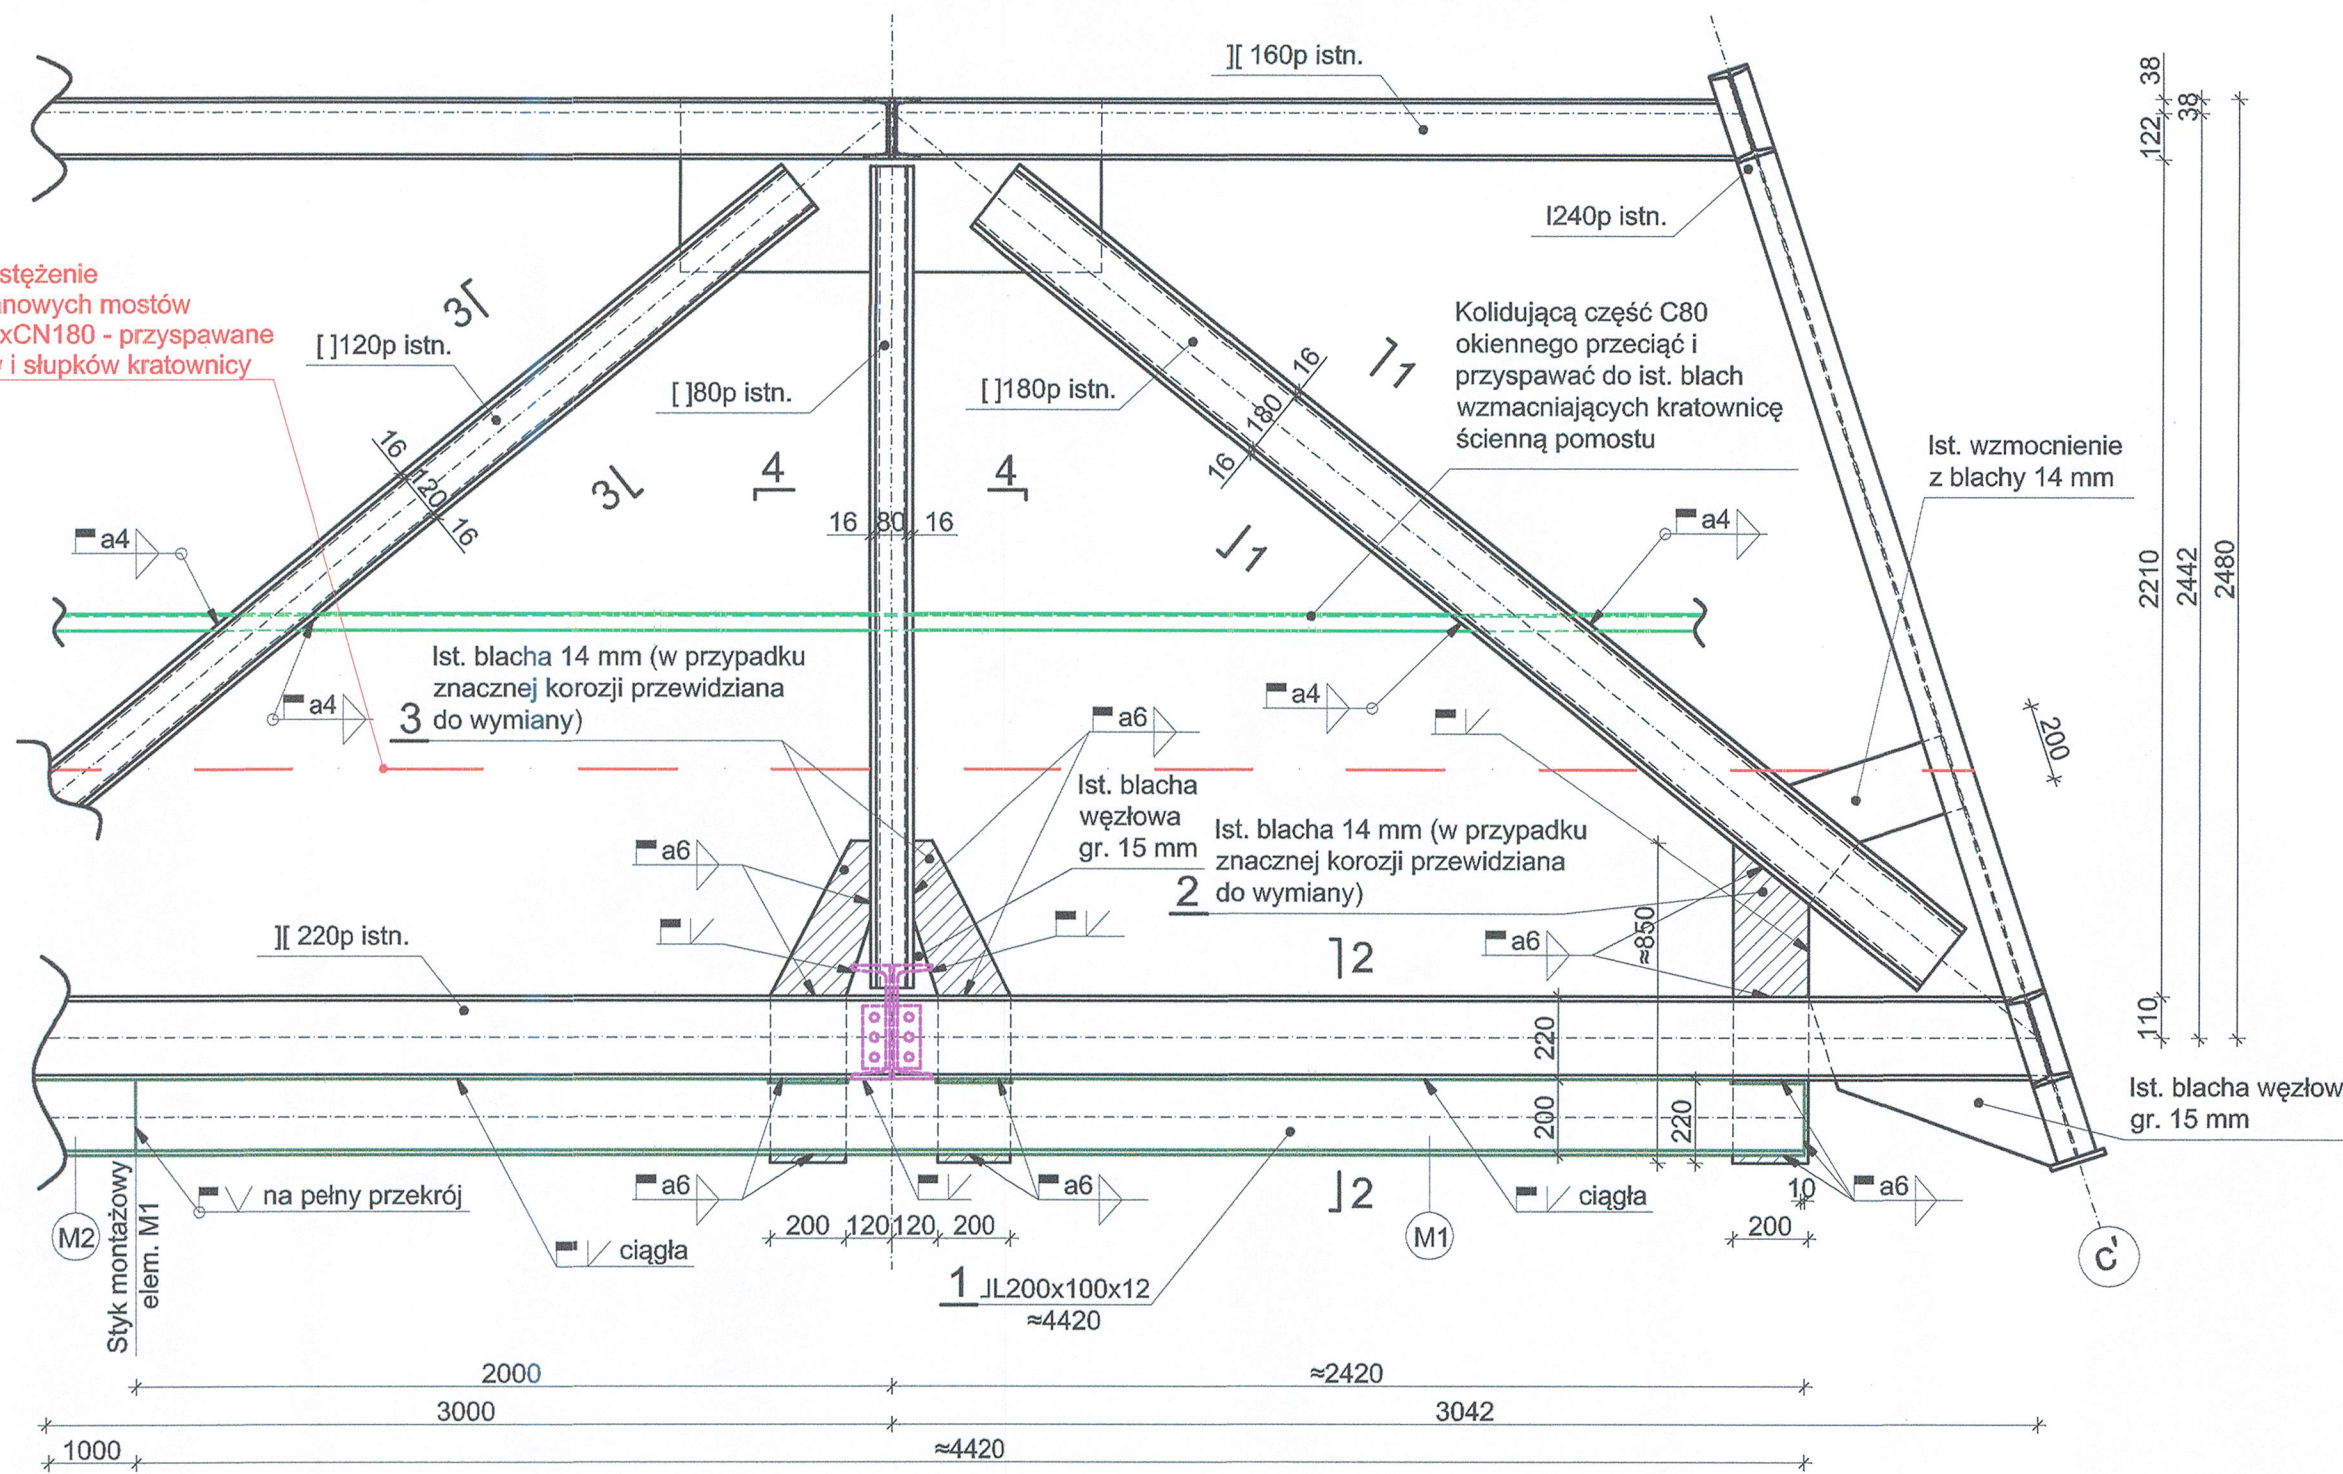 ][ 160p istn.
38
38
122
I240p istn.
stężenie
nowych mostów
xCN180 - przyspawane
i słupków kratownicy
3
[ ]120p istn.
[ ]80p istn.
[ ]180p istn.
16
180
16
1
Kolidującą część C80
okiennego przeciąć i
przyspawać do ist. blach
wzmacniających kratownicę
ścienną pomostu
Ist. wzmocnienie
z blachy 14 mm
16
120
16
3
4
4
16 80 16
1
a4
a4
2210
2442
2480
Ist. blacha 14 mm (w przypadku
znacznej korozji przewidziana
do wymiany)
3
a4
a4
a6
200
Ist. blacha
węzłowa
gr. 15 mm
Ist. blacha 14 mm (w przypadku
znacznej korozji przewidziana
do wymiany)
2
a6
][ 220p istn.
2
a6
≈850
110
220
200
220
Ist. blacha węzłow
gr. 15 mm
Styk montażowy
elem. M1
M2
na pełny przekrój
a6
a6
2
M1
ciągła
10
a6
ciągła
200 120 120 200
200
C'
1 ⅃L200x100x12
≈4420
2000
≈2420
3000
3042
1000
≈4420